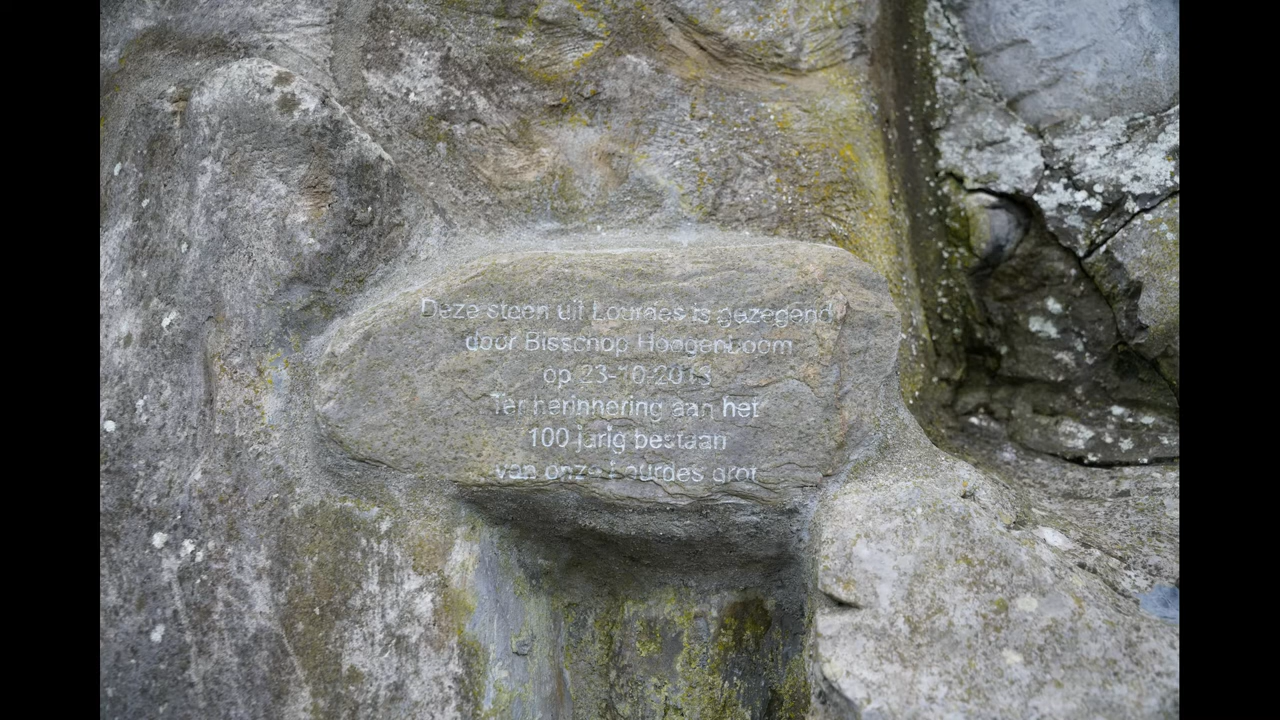 Deze steen uit Lourdes is gezegend
door Bisschop Hoogenboom
op 23-10-2013
Ter herinnering aan het
100 jarig bestaan
van onze Lourdes grot